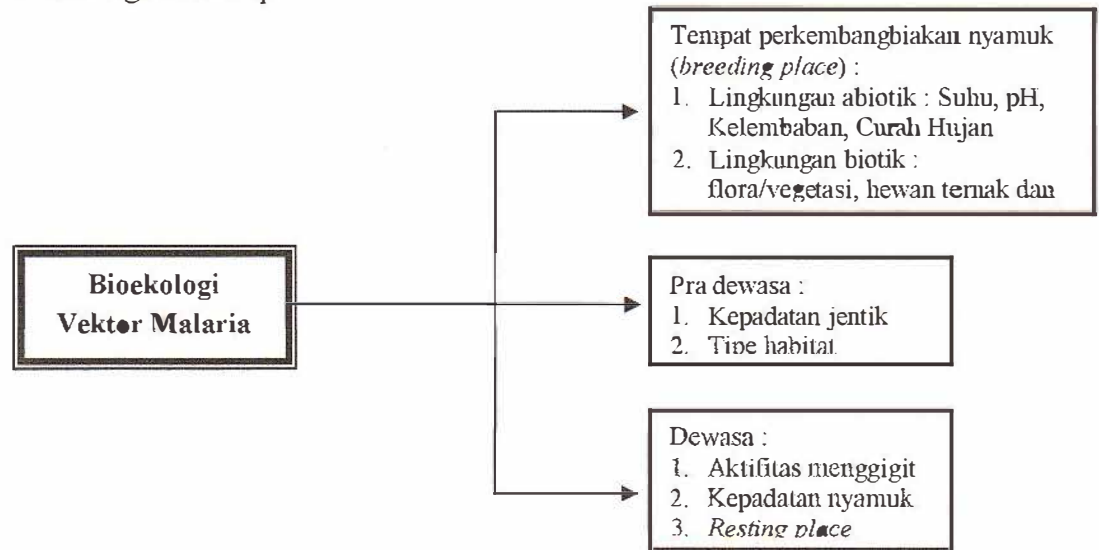 Tempat perkembangbiakan nyamuk
(breeding place) :
1. Lingkungan abiotik : Suhu, pH,
Kelembaban, Curah Hujan
2. Lingkungan biotik :
flora/vegetasi, hewan ternak dan
Bioekologi
Vektor Malaria
Pra dewasa :
1. Kepadatan jentik
2. Tipe habitat
Dewasa :
1. Aktifitas menggigit
2. Kepadatan nyamuk
3. Resting place